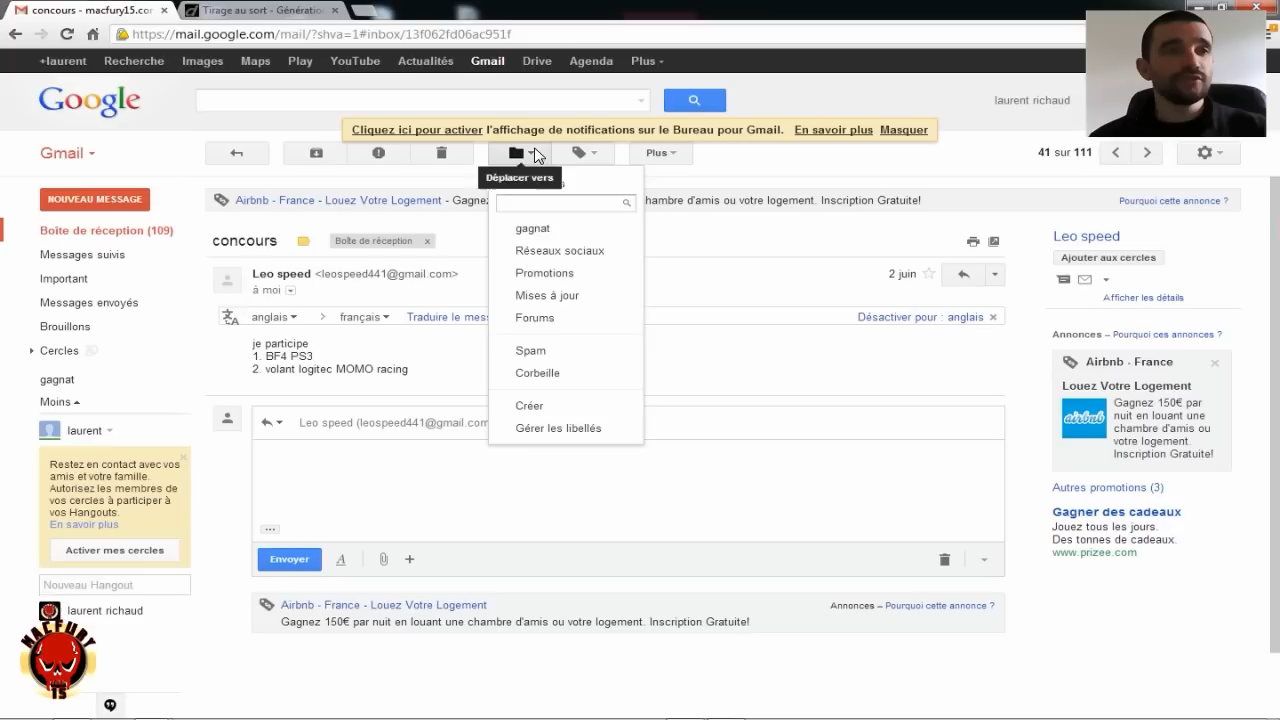 concours - macfury15.con
Tirage au sort - Génératio
https://mail.google.com/mail/?shva=1#inbox/13f062fd06ac951f
+laurent Recherche Images Maps Play YouTube Actualités Gmail Drive Agenda Plus
Google
laurent richaud
Cliquez ici pour activer l'affichage de notifications sur le Bureau pour Gmail. En savoir plus Masquer
Gmail
Plus
41 sur 111
Déplacer vers
NOUVEAU MESSAGE
Boîte de réception (109)
Messages suivis
Important
Messages envoyés
Brouillons
Cercles
gagnat
Moins
laurent
Restez en contact avec vos
amis et votre famille.
Autorisez les membres de
vos cercles à participer à
vos Hangouts.
En savoir plus
Activer mes cercles
Nouveau Hangout
laurent richaud
MACFURY
15
Airbnb - France - Louez Votre Logement - Gagne
chambre d'amis ou votre logement. Inscription Gratuite!
Pourquoi cette annonce ?
gagnat
Réseaux sociaux
Promotions
Mises à jour
Forums
Spam
Corbeille
Créer
Gérer les libellés
concours
Boîte de réception x
Leo speed <leospeed441@gmail.com>
2 juin
à moi
anglais > français Traduire le mess
Désactiver pour : anglais x
je participe
1. BF4 PS3
2. volant logitec MOMO racing
Leo speed (leospeed441@gmail.com
...
Envoyer A +
Airbnb - France - Louez Votre Logement
Annonces – Pourquoi cette annonce ?
Gagnez 150€ par nuit en louant une chambre d'amis ou votre logement. Inscription Gratuite!
Leo speed
Ajouter aux cercles
Afficher les détails
Annonces – Pourquoi ces annonces ?
Airbnb - France
Louez Votre Logement
airbnb
Gagnez 150€ par
nuit en louant une
chambre d'amis ou
votre logement.
Inscription Gratuite!
Autres promotions (3)
Gagner des cadeaux
Jouez tous les jours.
Des tonnes de cadeaux.
www.prizee.com